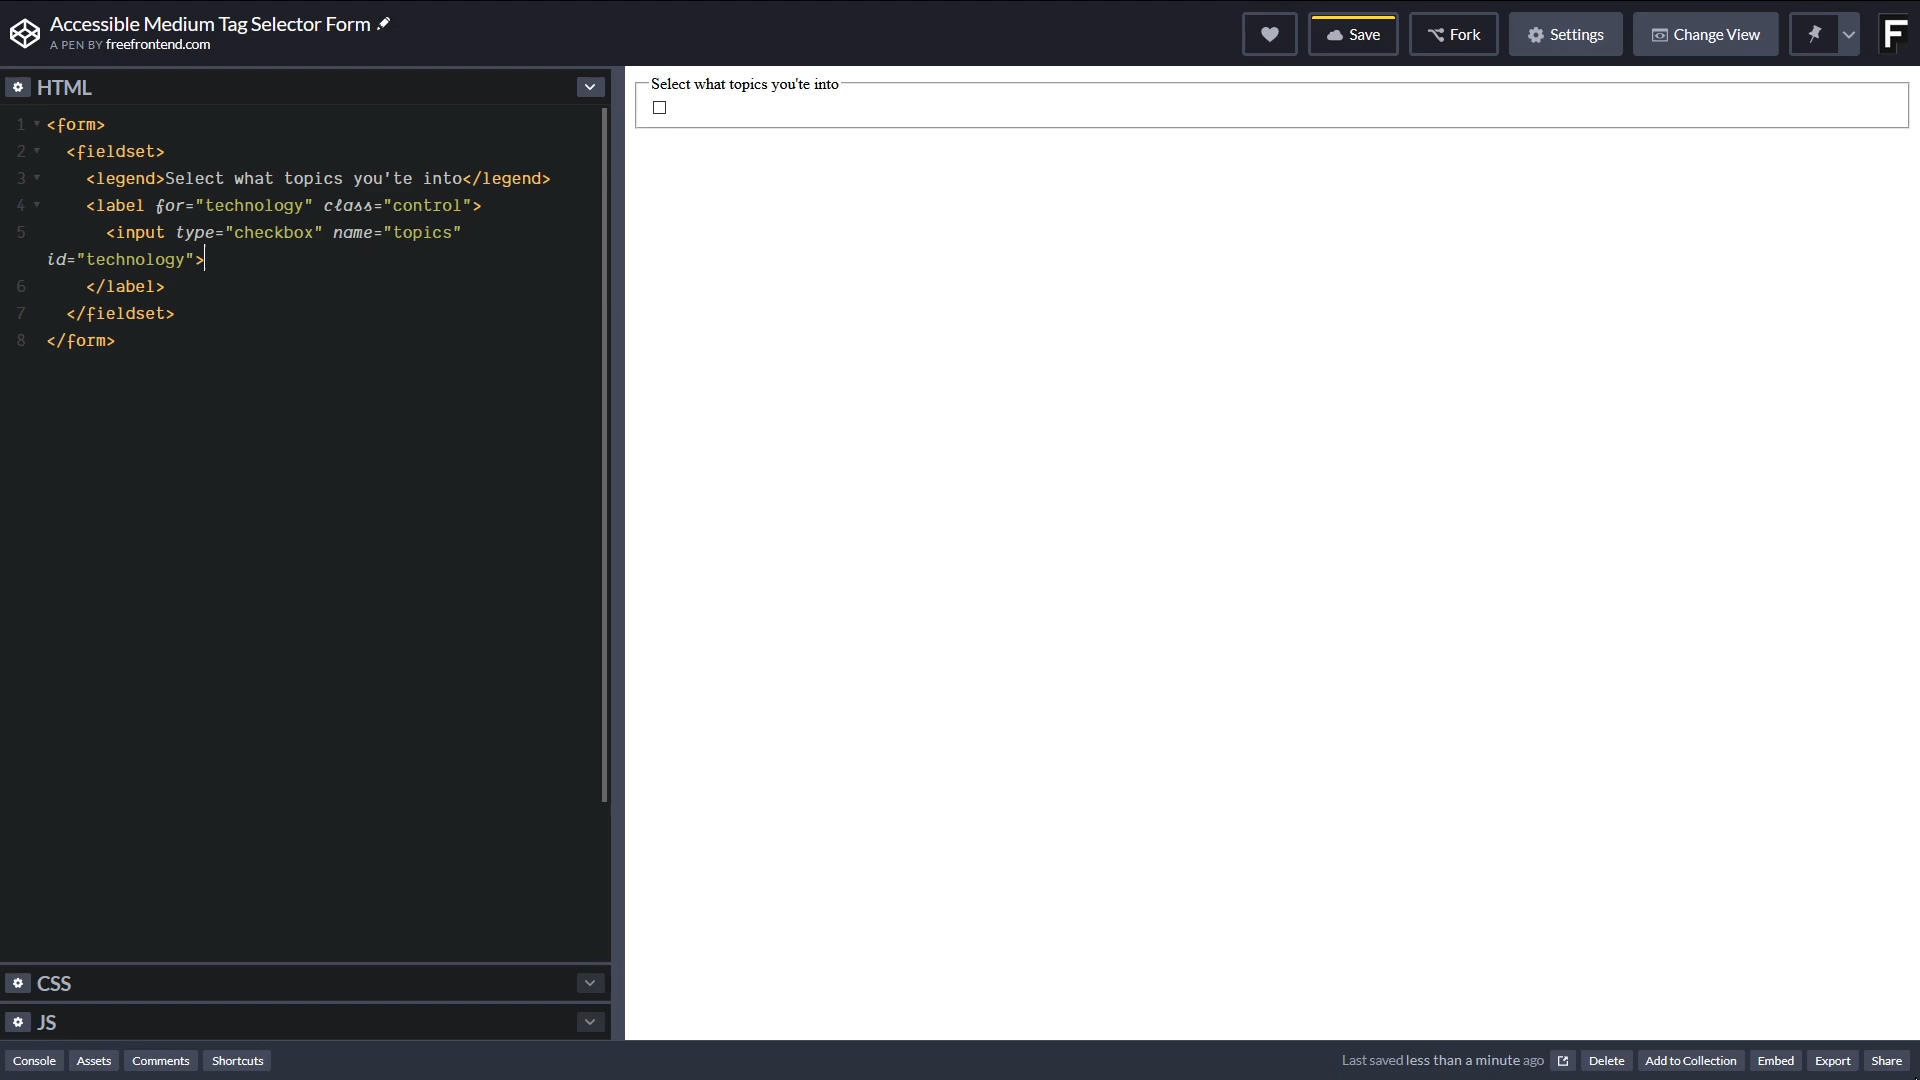 Accessible Medium Tag Selector Form
A PEN BY freefrontend.com
Save
Fork
Settings
Change View
F
HTML
1 <form>
2 <fieldset>
3 <legend>Select what topics you'te into</legend>
4 <label for="technology" class="control">
5 <input type="checkbox" name="topics"
id="technology">
6 </label>
7 </fieldset>
8 </form>
Select what topics you'te into
CSS
JS
Console Assets Comments Shortcuts
Last saved less than a minute ago Delete Add to Collection Embed Export Share